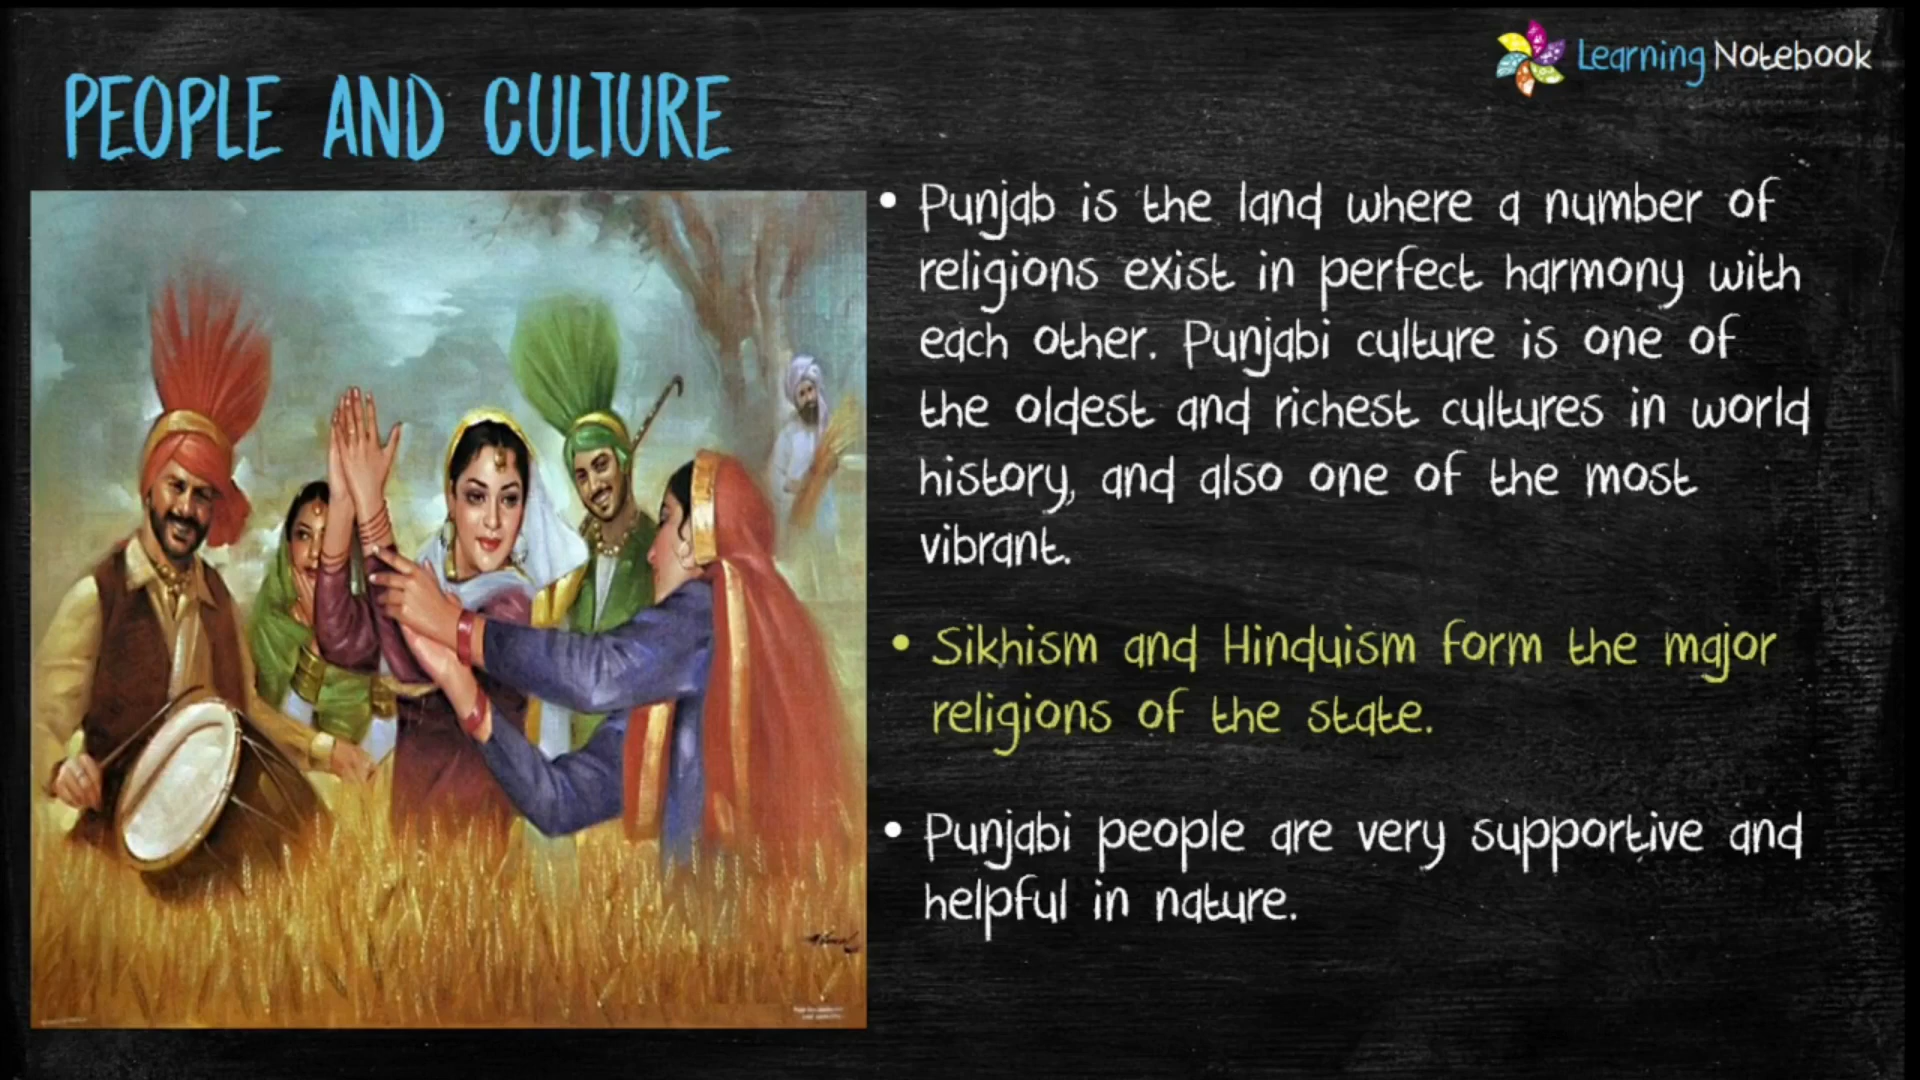 Learning Notebook
PEOPLE AND CULTURE
• Punjab is the land where a number of
religions exist in perfect harmony with
each other. Punjabi culture is one of
the oldest and richest cultures in world
history, and also one of the most
vibrant.
• Sikhism and Hinduism form the major
religions of the state.
• Punjabi people are very supportive and
helpful in nature.